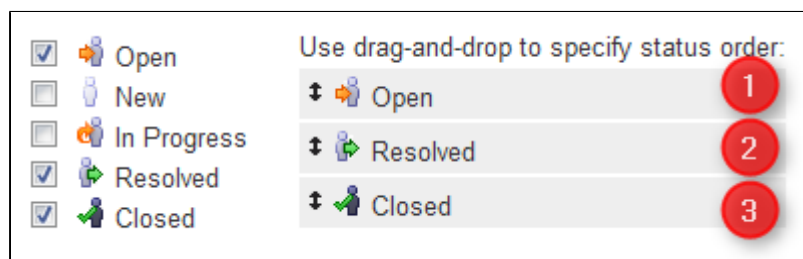 Open
New
In Progress
Resolved
Closed
Use drag-and-drop to specify status order:
Open 1
Resolved 2
Closed 3